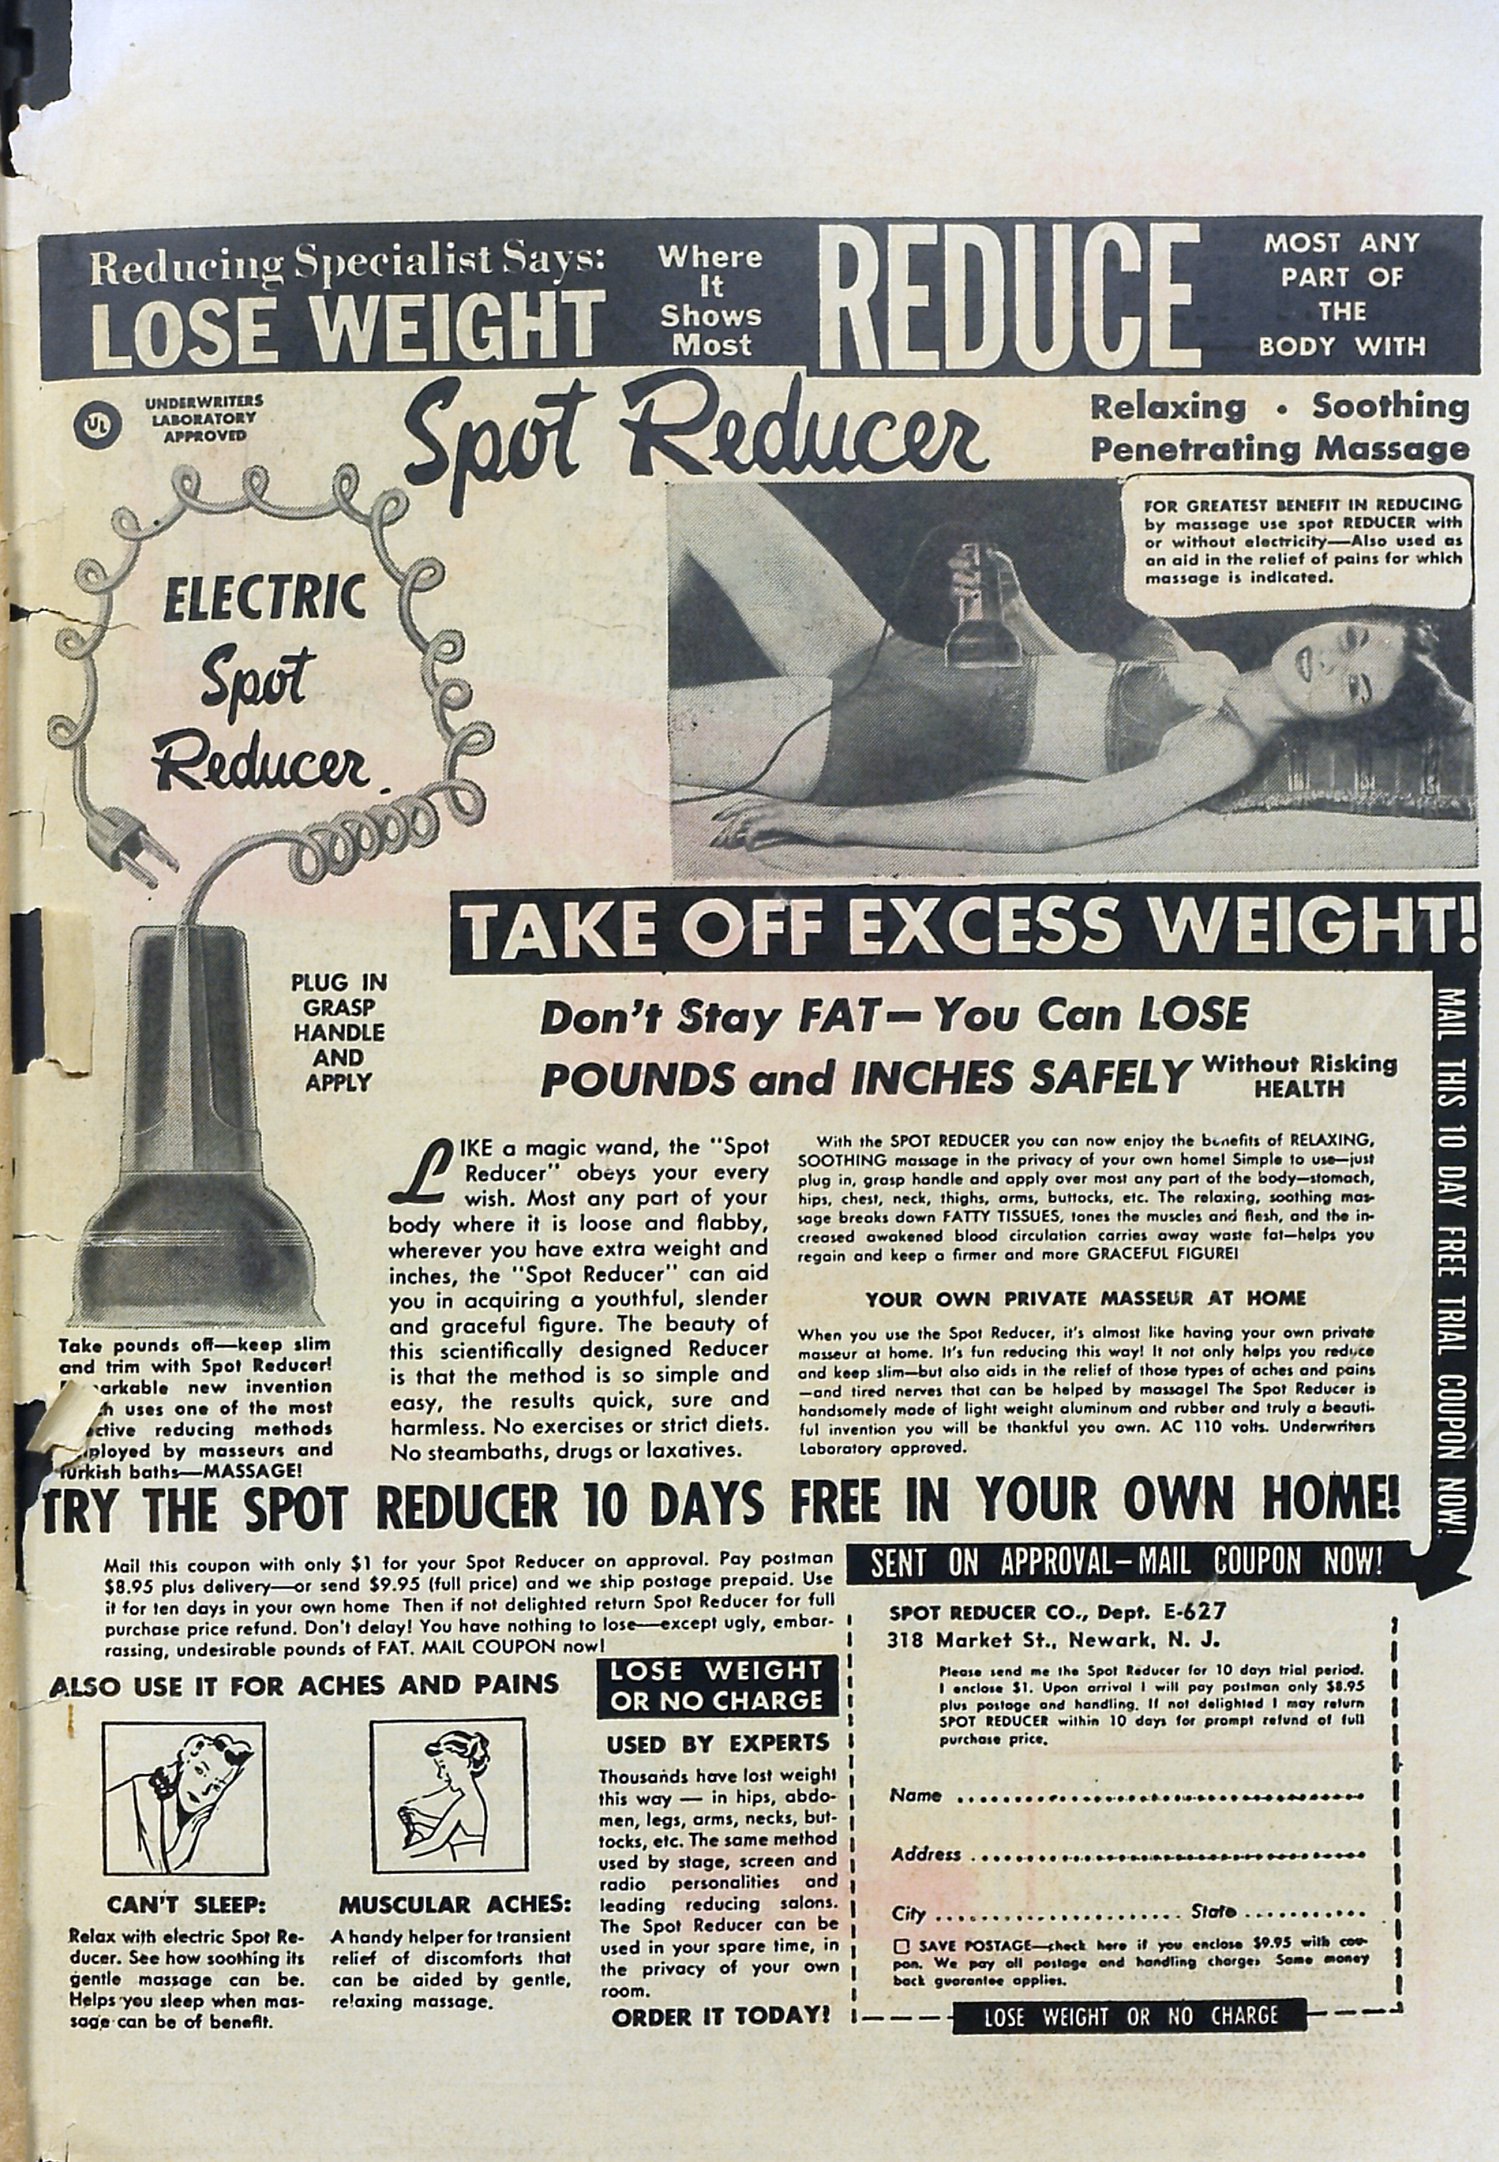 Reducing Specialist Says:
LOSE WEIGHT
Where
It
Shows
Most
REDUCE
MOST ANY
PART OF
THE
BODY WITH
UL
UNDERWRITERS
LABORATORY
APPROVED
Spot Reducer
Relaxing • Soothing
Penetrating Massage
FOR GREATEST BENEFIT IN REDUCING
by massage use spot REDUCER with
or without electricity—Also used as
an aid in the relief of pains for which
massage is indicated.
ELECTRIC
Spot
Reducer.
PLUG IN
GRASP
HANDLE
AND
APPLY
TAKE OFF EXCESS WEIGHT!
Don't Stay FAT—You Can LOSE
POUNDS and INCHES SAFELY Without Risking
HEALTH
MAIL THIS 10 DAY FREE TRIAL COUPON NOW!
LIKE a magic wand, the "Spot
Reducer" obeys your every
wish. Most any part of your
body where it is loose and flabby,
wherever you have extra weight and
inches, the "Spot Reducer" can aid
you in acquiring a youthful, slender
and graceful figure. The beauty of
this scientifically designed Reducer
is that the method is so simple and
easy, the results quick, sure and
harmless. No exercises or strict diets.
No steambaths, drugs or laxatives.
With the SPOT REDUCER you can now enjoy the benefits of RELAXING,
SOOTHING massage in the privacy of your own home! Simple to use—just
plug in, grasp handle and apply over most any part of the body—stomach,
hips, chest, neck, thighs, arms, buttocks, etc. The relaxing, soothing mas-
sage breaks down FATTY TISSUES, tones the muscles and flesh, and the in-
creased awakened blood circulation carries away waste fat—helps you
regain and keep a firmer and more GRACEFUL FIGURE!
YOUR OWN PRIVATE MASSEUR AT HOME
When you use the Spot Reducer, it's almost like having your own private
masseur at home. It's fun reducing this way! It not only helps you reduce
and keep slim—but also aids in the relief of those types of aches and pains
—and tired nerves that can be helped by massage! The Spot Reducer is
handsomely made of light weight aluminum and rubber and truly a beauti-
ful invention you will be thankful you own. AC 110 volts. Underwriters
Laboratory approved.
Take pounds off—keep slim
and trim with Spot Reducer!
new invention
uses one of the most
reducing methods
by masseurs and
turkish baths—MASSAGE!
TRY THE SPOT REDUCER 10 DAYS FREE IN YOUR OWN HOME!
Mail this coupon with only $1 for your Spot Reducer on approval. Pay postman
$8.95 plus delivery—or send $9.95 (full price) and we ship postage prepaid. Use
it for ten days in your own home Then if not delighted return Spot Reducer for full
purchase price refund. Don't delay! You have nothing to lose—except ugly, embar-
rassing, undesirable pounds of FAT. MAIL COUPON now!
SENT ON APPROVAL—MAIL COUPON NOW!
SPOT REDUCER CO., Dept. E-627
318 Market St., Newark, N. J.
Please send me the Spot Reducer for 10 days trial period.
I enclose $1. Upon arrival I will pay postman only $8.95
plus postage and handling. If not delighted I may return
SPOT REDUCER within 10 days for prompt refund of full
purchase price.
Name
Address
City State
SAVE POSTAGE—check here if you enclose $9.95 with cou-
pon. We pay all postage and handling charges Same money
back guarantee applies.
LOSE WEIGHT OR NO CHARGE
ALSO USE IT FOR ACHES AND PAINS
CAN'T SLEEP:
Relax with electric Spot Re-
ducer. See how soothing its
gentle massage can be.
Helps you sleep when mas-
sage can be of benefit.
MUSCULAR ACHES:
A handy helper for transient
relief of discomforts that
can be aided by gentle,
relaxing massage.
LOSE WEIGHT
OR NO CHARGE
USED BY EXPERTS
Thousands have lost weight
this way — in hips, abdo-
men, legs, arms, necks, but-
tocks, etc. The same method
used by stage, screen and
radio personalities and
leading reducing salons.
The Spot Reducer can be
used in your spare time, in
the privacy of your own
room.
ORDER IT TODAY!